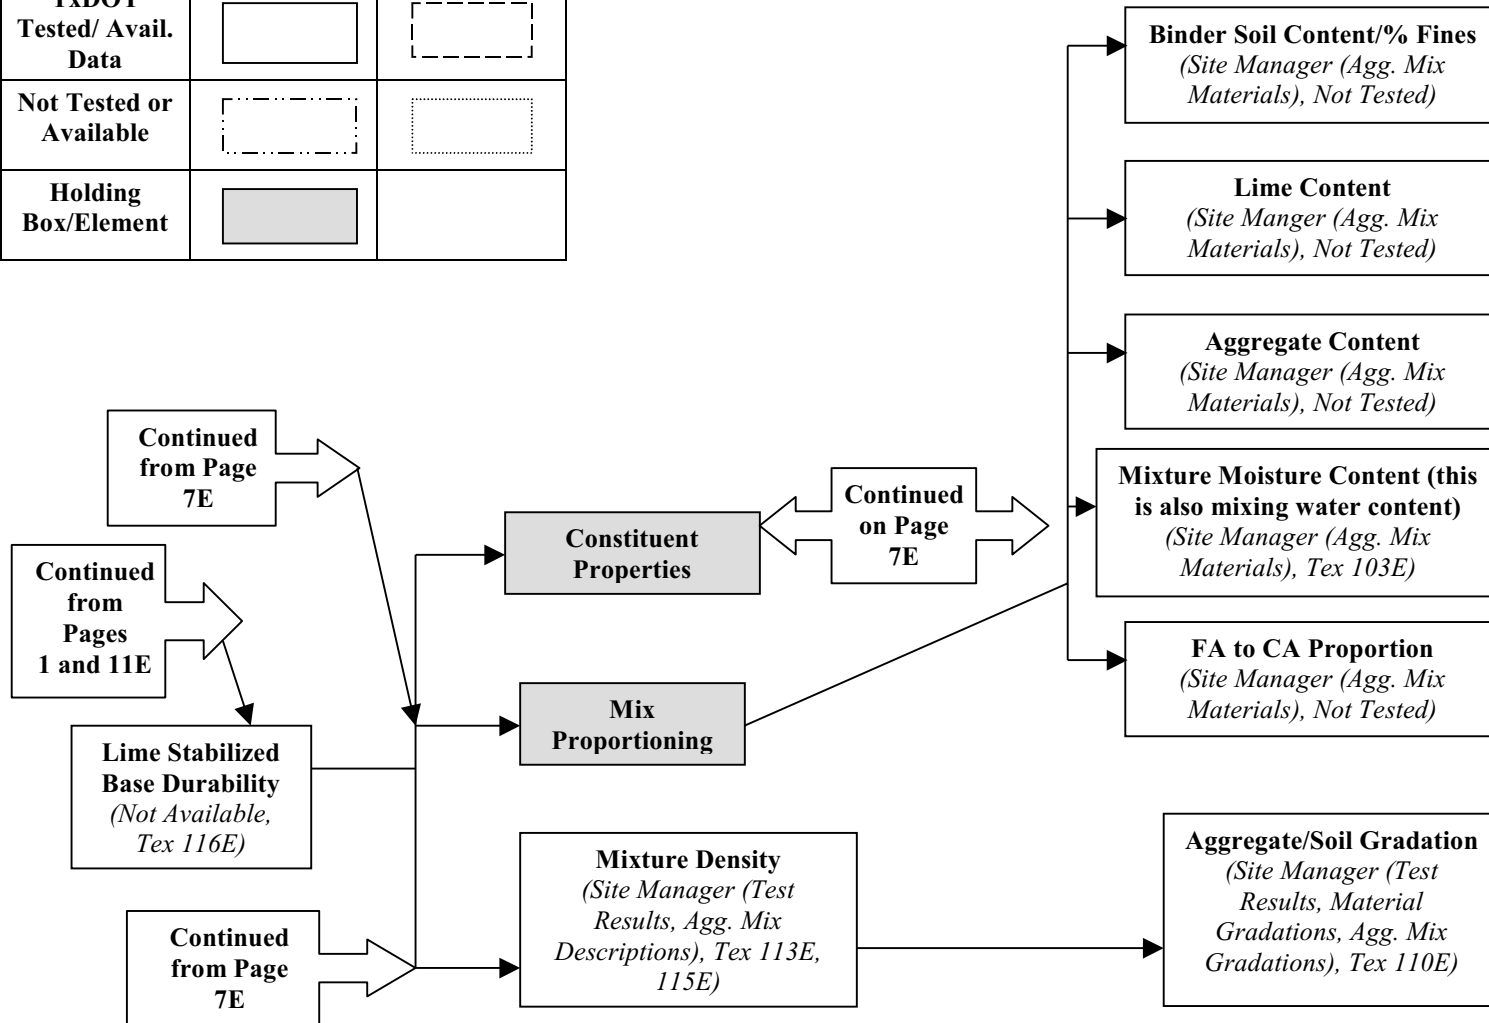 TxDOT
Tested/ Avail.
Data
Not Tested or
Available
Holding
Box/Element
Binder Soil Content/% Fines
(Site Manager (Agg. Mix
Materials), Not Tested)
Lime Content
(Site Manger (Agg. Mix
Materials), Not Tested)
Aggregate Content
(Site Manager (Agg. Mix
Materials), Not Tested)
Continued
from Page
7E
Continued
on Page
7E
Mixture Moisture Content (this
is also mixing water content)
(Site Manager (Agg. Mix
Materials), Tex 103E)
Constituent
Properties
Continued
from
Pages
1 and 11E
FA to CA Proportion
(Site Manager (Agg. Mix
Materials), Not Tested)
Mix
Proportioning
Lime Stabilized
Base Durability
(Not Available,
Tex 116E)
Mixture Density
(Site Manager (Test
Results, Agg. Mix
Descriptions), Tex 113E,
115E)
Aggregate/Soil Gradation
(Site Manager (Test
Results, Material
Gradations, Agg. Mix
Gradations), Tex 110E)
Continued
from Page
7E